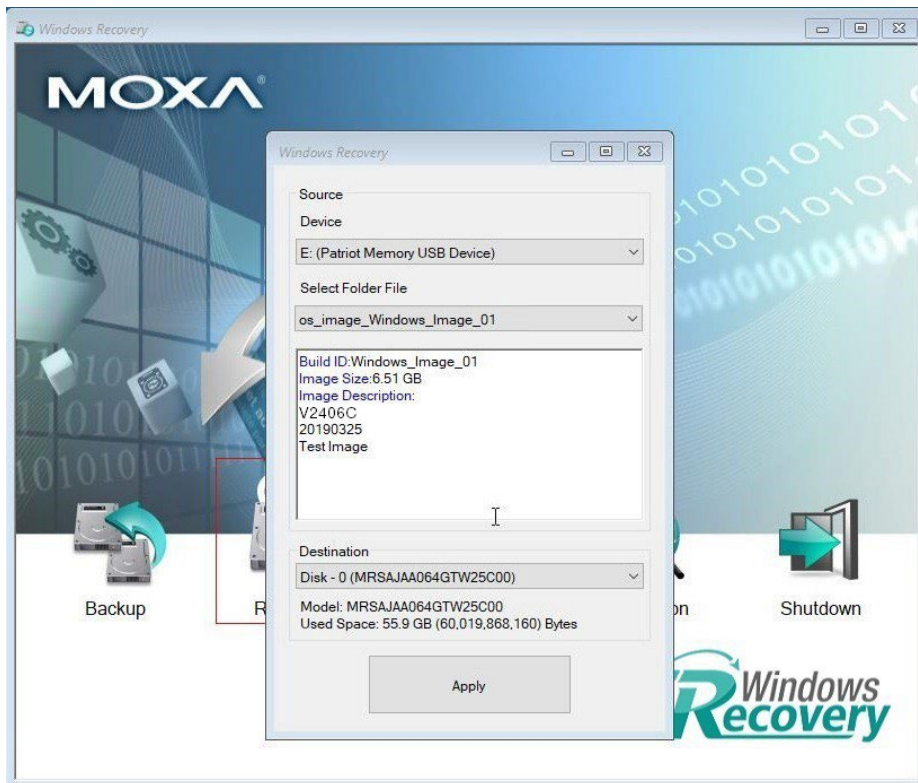 Windows Recovery
MOXA®
Windows Recovery
Source
Device
E: (Patriot Memory USB Device)
Select Folder File
os_image_Windows_Image_01
Build ID:Windows_Image_01
Image Size:6.51 GB
Image Description:
V2406C
20190325
Test Image
Destination
Disk - 0 (MRSAJAA064GTW25C00)
Model: MRSAJAA064GTW25C00
Used Space: 55.9 GB (60,019,868,160) Bytes
Apply
Backup
R
on
Shutdown
Windows
Recovery